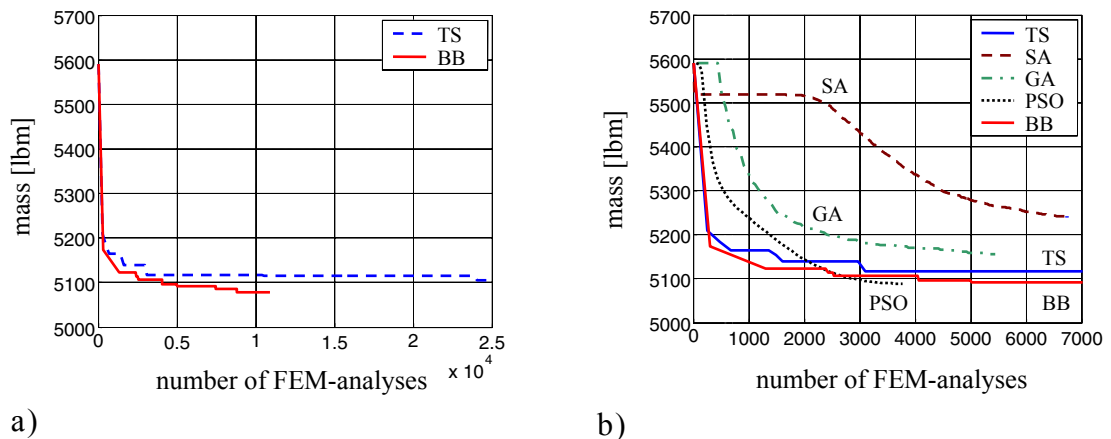 5700
5600
5500
5400
5300
5200
5100
5000
mass [lbm]
TS
BB
0
0.5
1
1.5
2
2.5
x 10⁴
number of FEM-analyses
a)
5700
5600
5500
5400
5300
5200
5100
5000
mass [lbm]
TS
SA
GA
PSO
BB
SA
GA
TS
PSO
BB
0
1000
2000
3000
4000
5000
6000
7000
number of FEM-analyses
b)